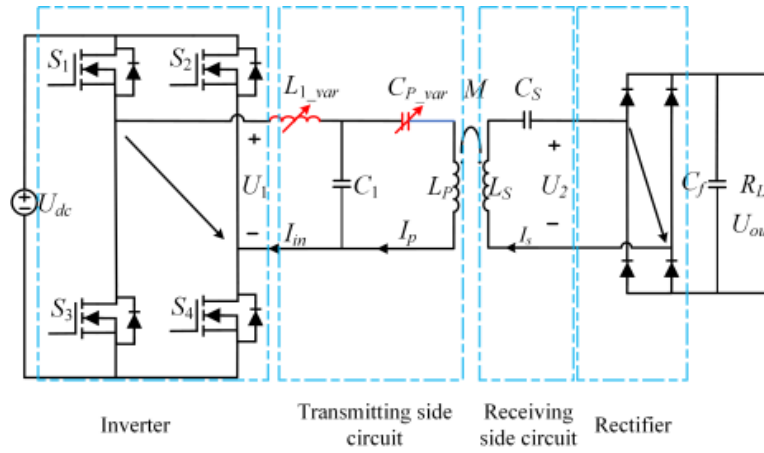 S1 S2 L1_var CP_var M CS
Udc U1 C1 LP LS U2 Cf RL
Iin Ip Is Uou
S3 S4
Inverter
Transmitting side circuit
Receiving side circuit
Rectifier